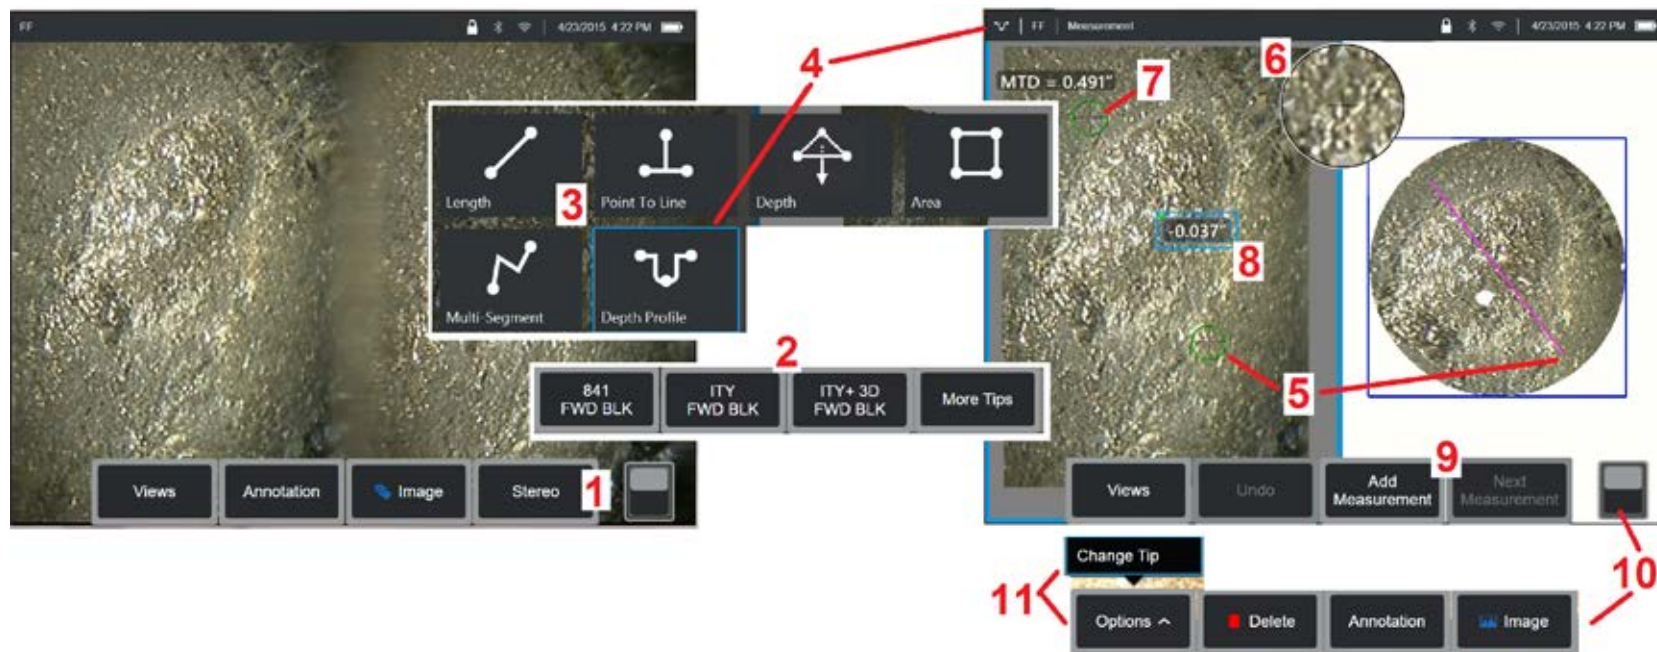 FF
4/23/2015 4:22 PM
4
Length
3
Point To Line
Depth
Area
Multi-Segment
Depth Profile
2
841
FWD BLK
ITY
FWD BLK
ITY+ 3D
FWD BLK
More Tips
Views
Annotation
Image
Stereo
1
FF
Measurement
4/23/2015 4:22 PM
6
7
MTD = 0.491"
-0.037"
8
5
9
Views
Undo
Add
Measurement
Next
Measurement
10
Change Tip
11
Options
Delete
Annotation
Image